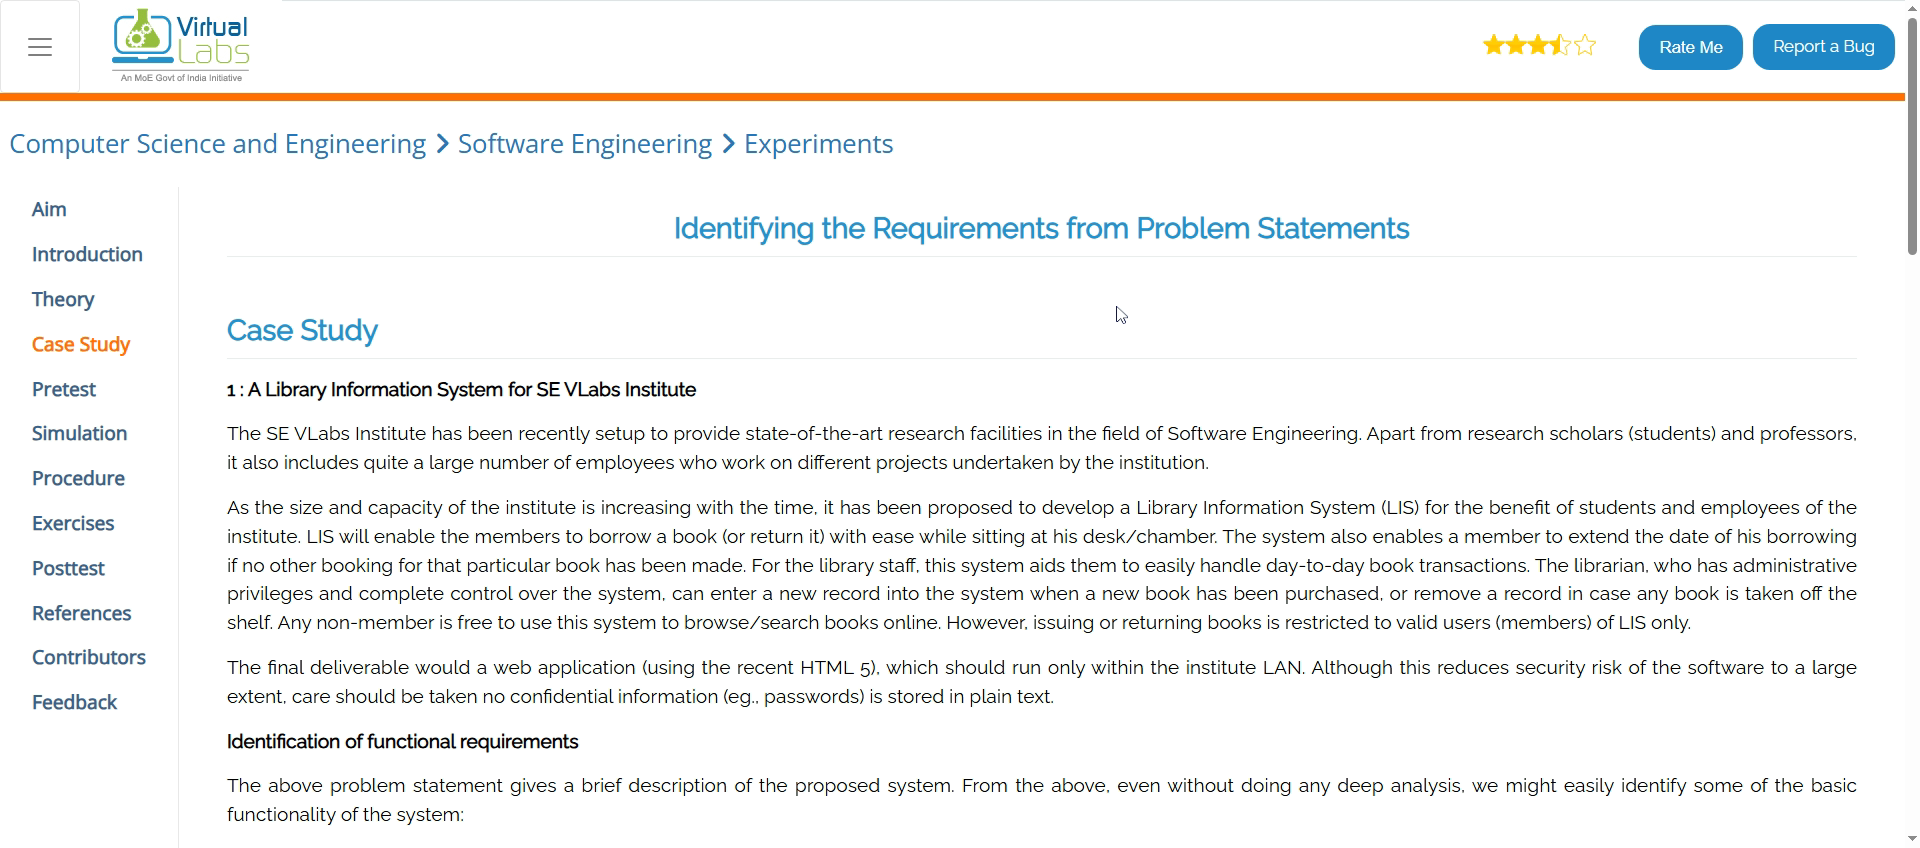 Virtual
Labs
An MoE Govt of India Initiative
Rate Me
Report a Bug
Computer Science and Engineering > Software Engineering > Experiments
Aim
Introduction
Theory
Case Study
Pretest
Simulation
Procedure
Exercises
Posttest
References
Contributors
Feedback
Identifying the Requirements from Problem Statements
Case Study
1 : A Library Information System for SE VLabs Institute
The SE VLabs Institute has been recently setup to provide state-of-the-art research facilities in the field of Software Engineering. Apart from research scholars (students) and professors,
it also includes quite a large number of employees who work on different projects undertaken by the institution.
As the size and capacity of the institute is increasing with the time, it has been proposed to develop a Library Information System (LIS) for the benefit of students and employees of the
institute. LIS will enable the members to borrow a book (or return it) with ease while sitting at his desk/chamber. The system also enables a member to extend the date of his borrowing
if no other booking for that particular book has been made. For the library staff, this system aids them to easily handle day-to-day book transactions. The librarian, who has administrative
privileges and complete control over the system, can enter a new record into the system when a new book has been purchased, or remove a record in case any book is taken off the
shelf. Any non-member is free to use this system to browse/search books online. However, issuing or returning books is restricted to valid users (members) of LIS only.
The final deliverable would a web application (using the recent HTML 5), which should run only within the institute LAN. Although this reduces security risk of the software to a large
extent, care should be taken no confidential information (eg., passwords) is stored in plain text.
Identification of functional requirements
The above problem statement gives a brief description of the proposed system. From the above, even without doing any deep analysis, we might easily identify some of the basic
functionality of the system: